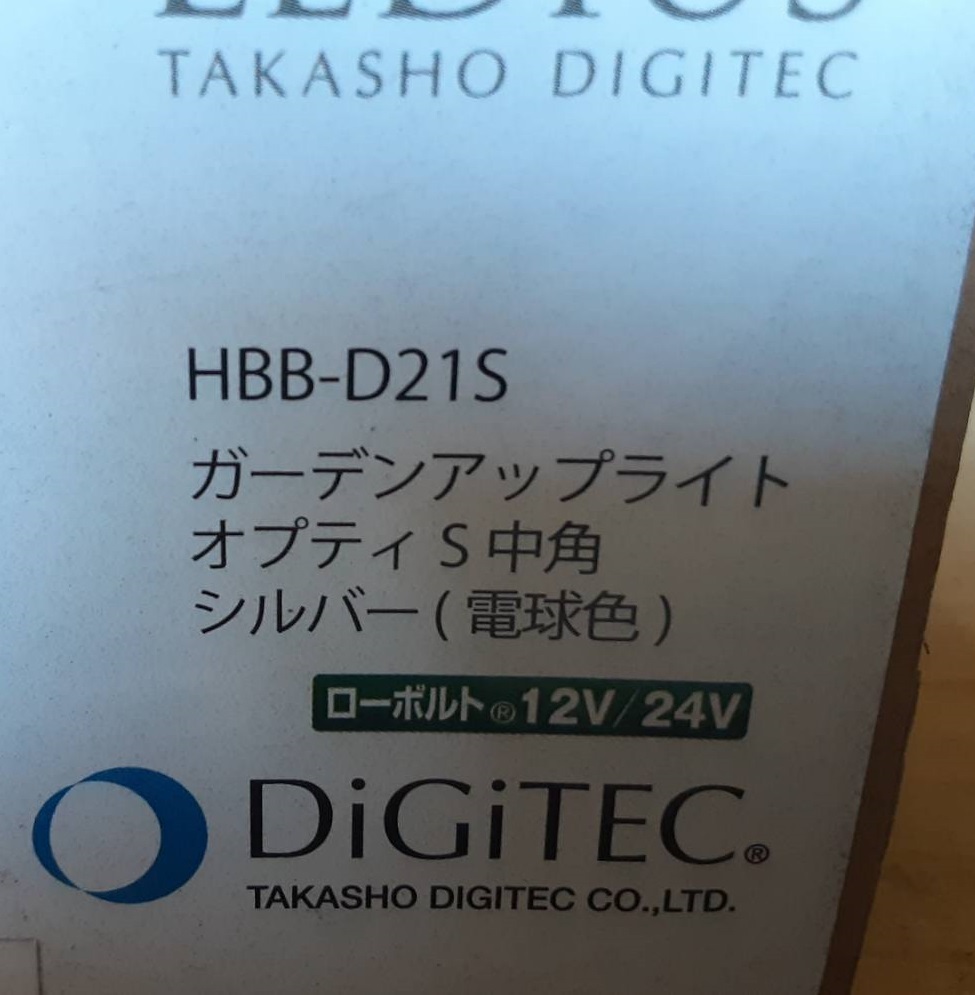 LEDIUS
TAKASHO DIGITEC
HBB-D21S
ガーデンアップライト
オプティ S 中角
シルバー ( 電球色 )
ローボルト®12V/24V
DiGiTEC®
TAKASHO DIGITEC CO.,LTD.